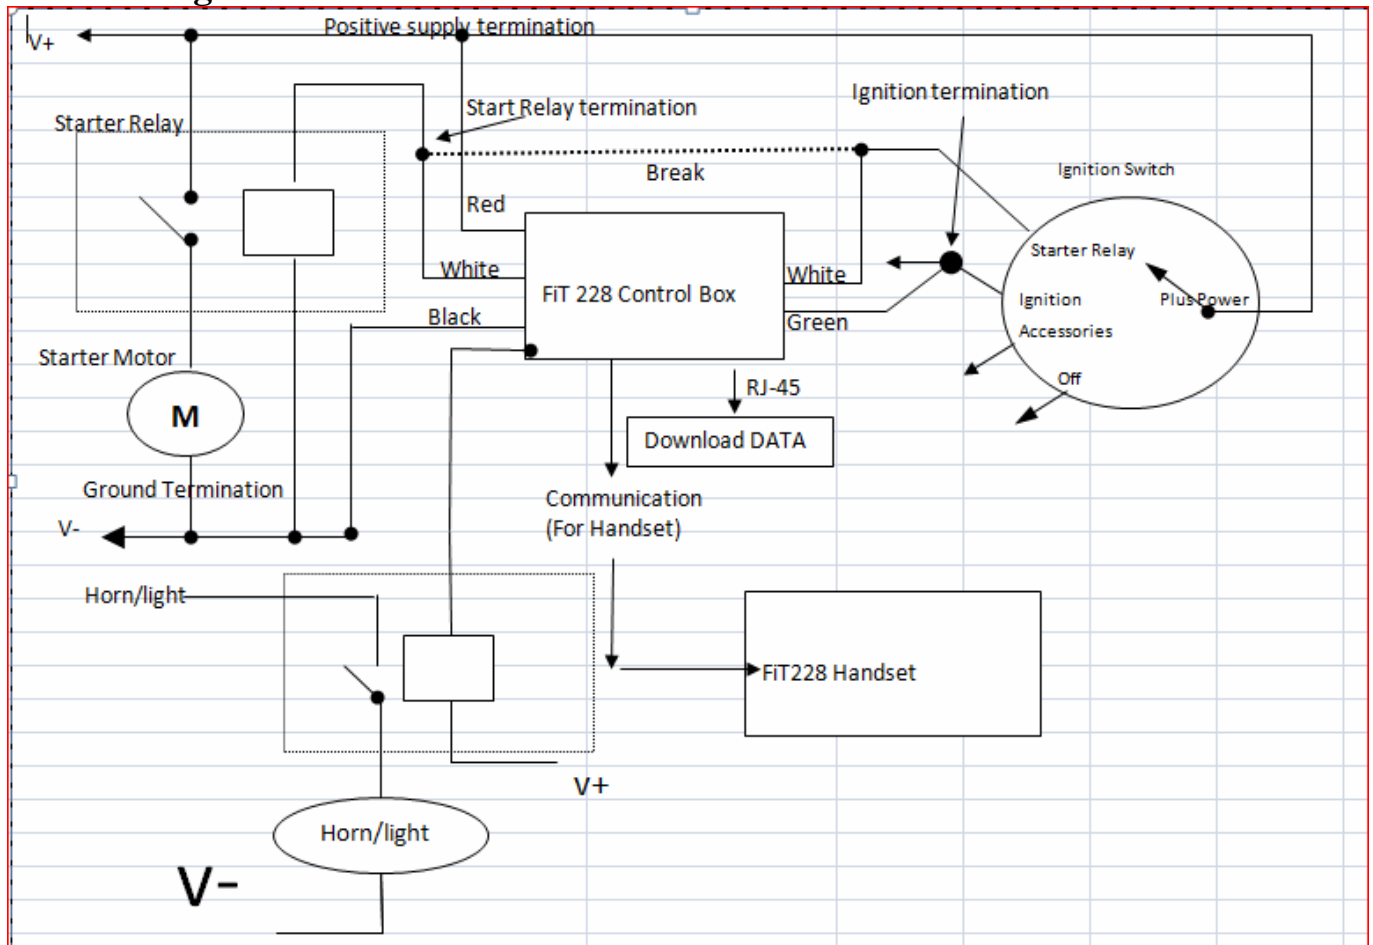 Positive supply termination
V+
Ignition termination
Start Relay termination
Starter Relay
Break
Ignition Switch
Red
Starter Relay
White
White
FiT 228 Control Box
Ignition
Plus Power
Black
Green
Accessories
Starter Motor
Off
RJ-45
M
Download DATA
Ground Termination
Communication
(For Handset)
V-
Horn/light
FiT228 Handset
V+
Horn/light
V-